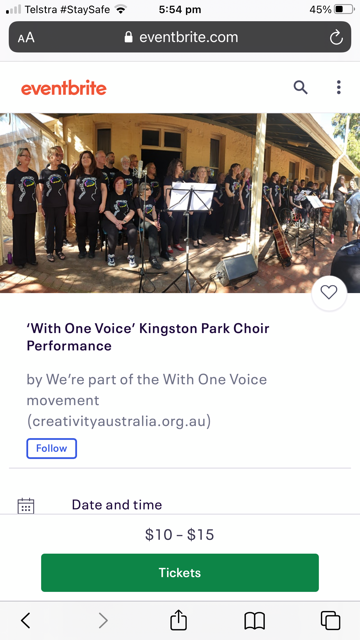 Telstra #StaySafe 5:54 pm 45%
AA eventbrite.com
eventbrite
'With One Voice' Kingston Park Choir
Performance
by We're part of the With One Voice
movement
(creativityaustralia.org.au)
Follow
Date and time
$10 – $15
Tickets